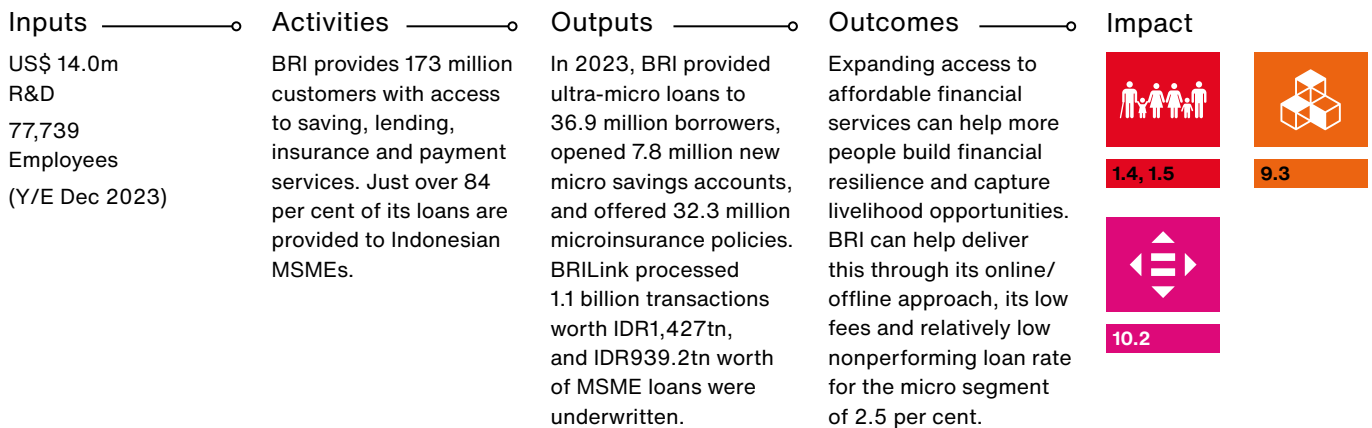 Inputs
US$ 14.0m
R&D
77,739
Employees
(Y/E Dec 2023)
Activities
BRI provides 173 million
customers with access
to saving, lending,
insurance and payment
services. Just over 84
per cent of its loans are
provided to Indonesian
MSMEs.
Outputs
In 2023, BRI provided
ultra-micro loans to
36.9 million borrowers,
opened 7.8 million new
micro savings accounts,
and offered 32.3 million
microinsurance policies.
BRILink processed
1.1 billion transactions
worth IDR1,427tn,
and IDR939.2tn worth
of MSME loans were
underwritten.
Outcomes
Expanding access to
affordable financial
services can help more
people build financial
resilience and capture
livelihood opportunities.
BRI can help deliver
this through its online/
offline approach, its low
fees and relatively low
nonperforming loan rate
for the micro segment
of 2.5 per cent.
Impact
1.4, 1.5
9.3
10.2